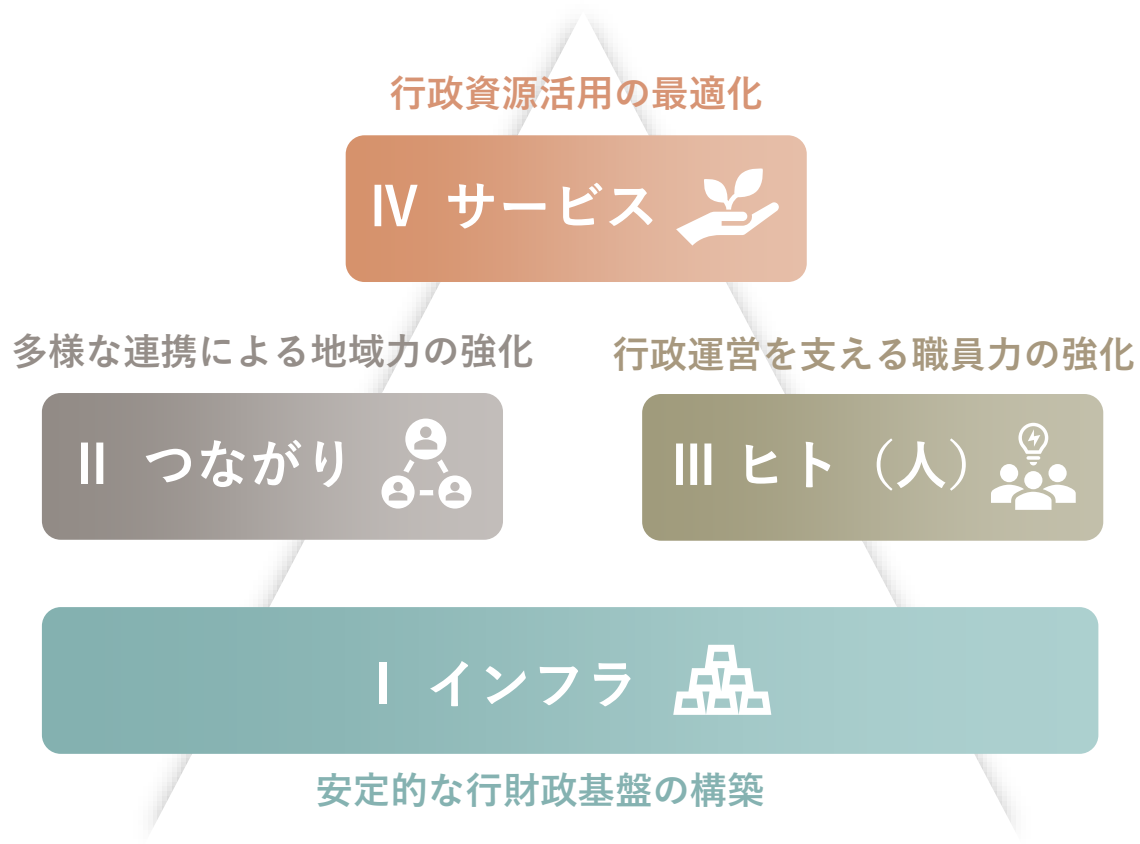 行政資源活用の最適化
Ⅳ サービス
多様な連携による地域力の強化
行政運営を支える職員力の強化
Ⅱ つながり
Ⅲ ヒト（人）
Ⅰ インフラ
安定的な行財政基盤の構築